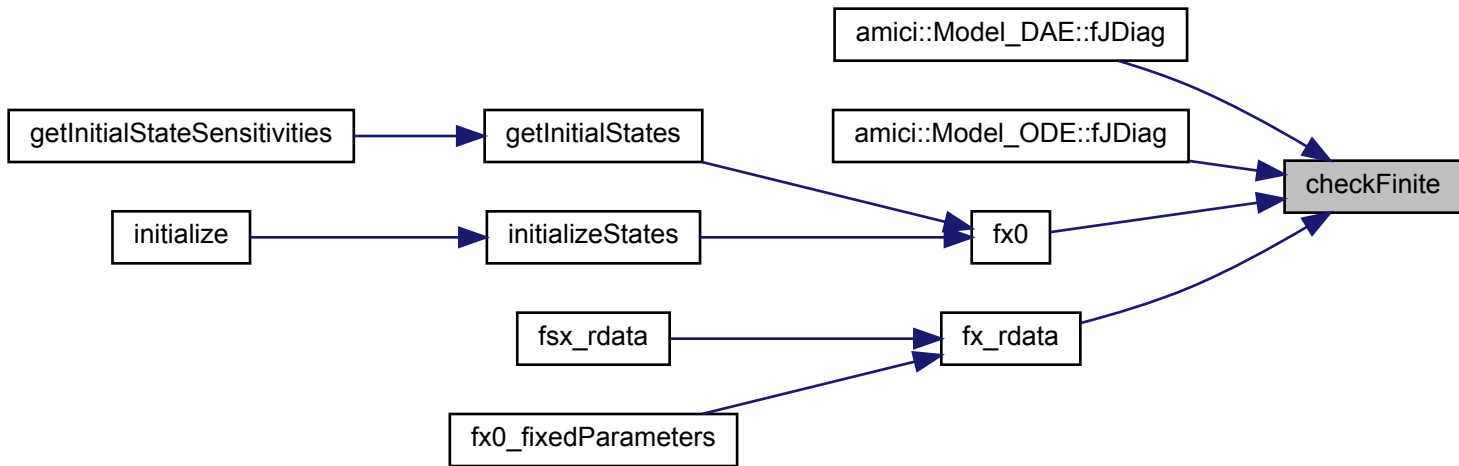 amici::Model_DAE::fJDiag
getInitialStateSensitivities
getInitialStates
amici::Model_ODE::fJDiag
checkFinite
initialize
initializeStates
fx0
fsx_rdata
fx_rdata
fx0_fixedParameters